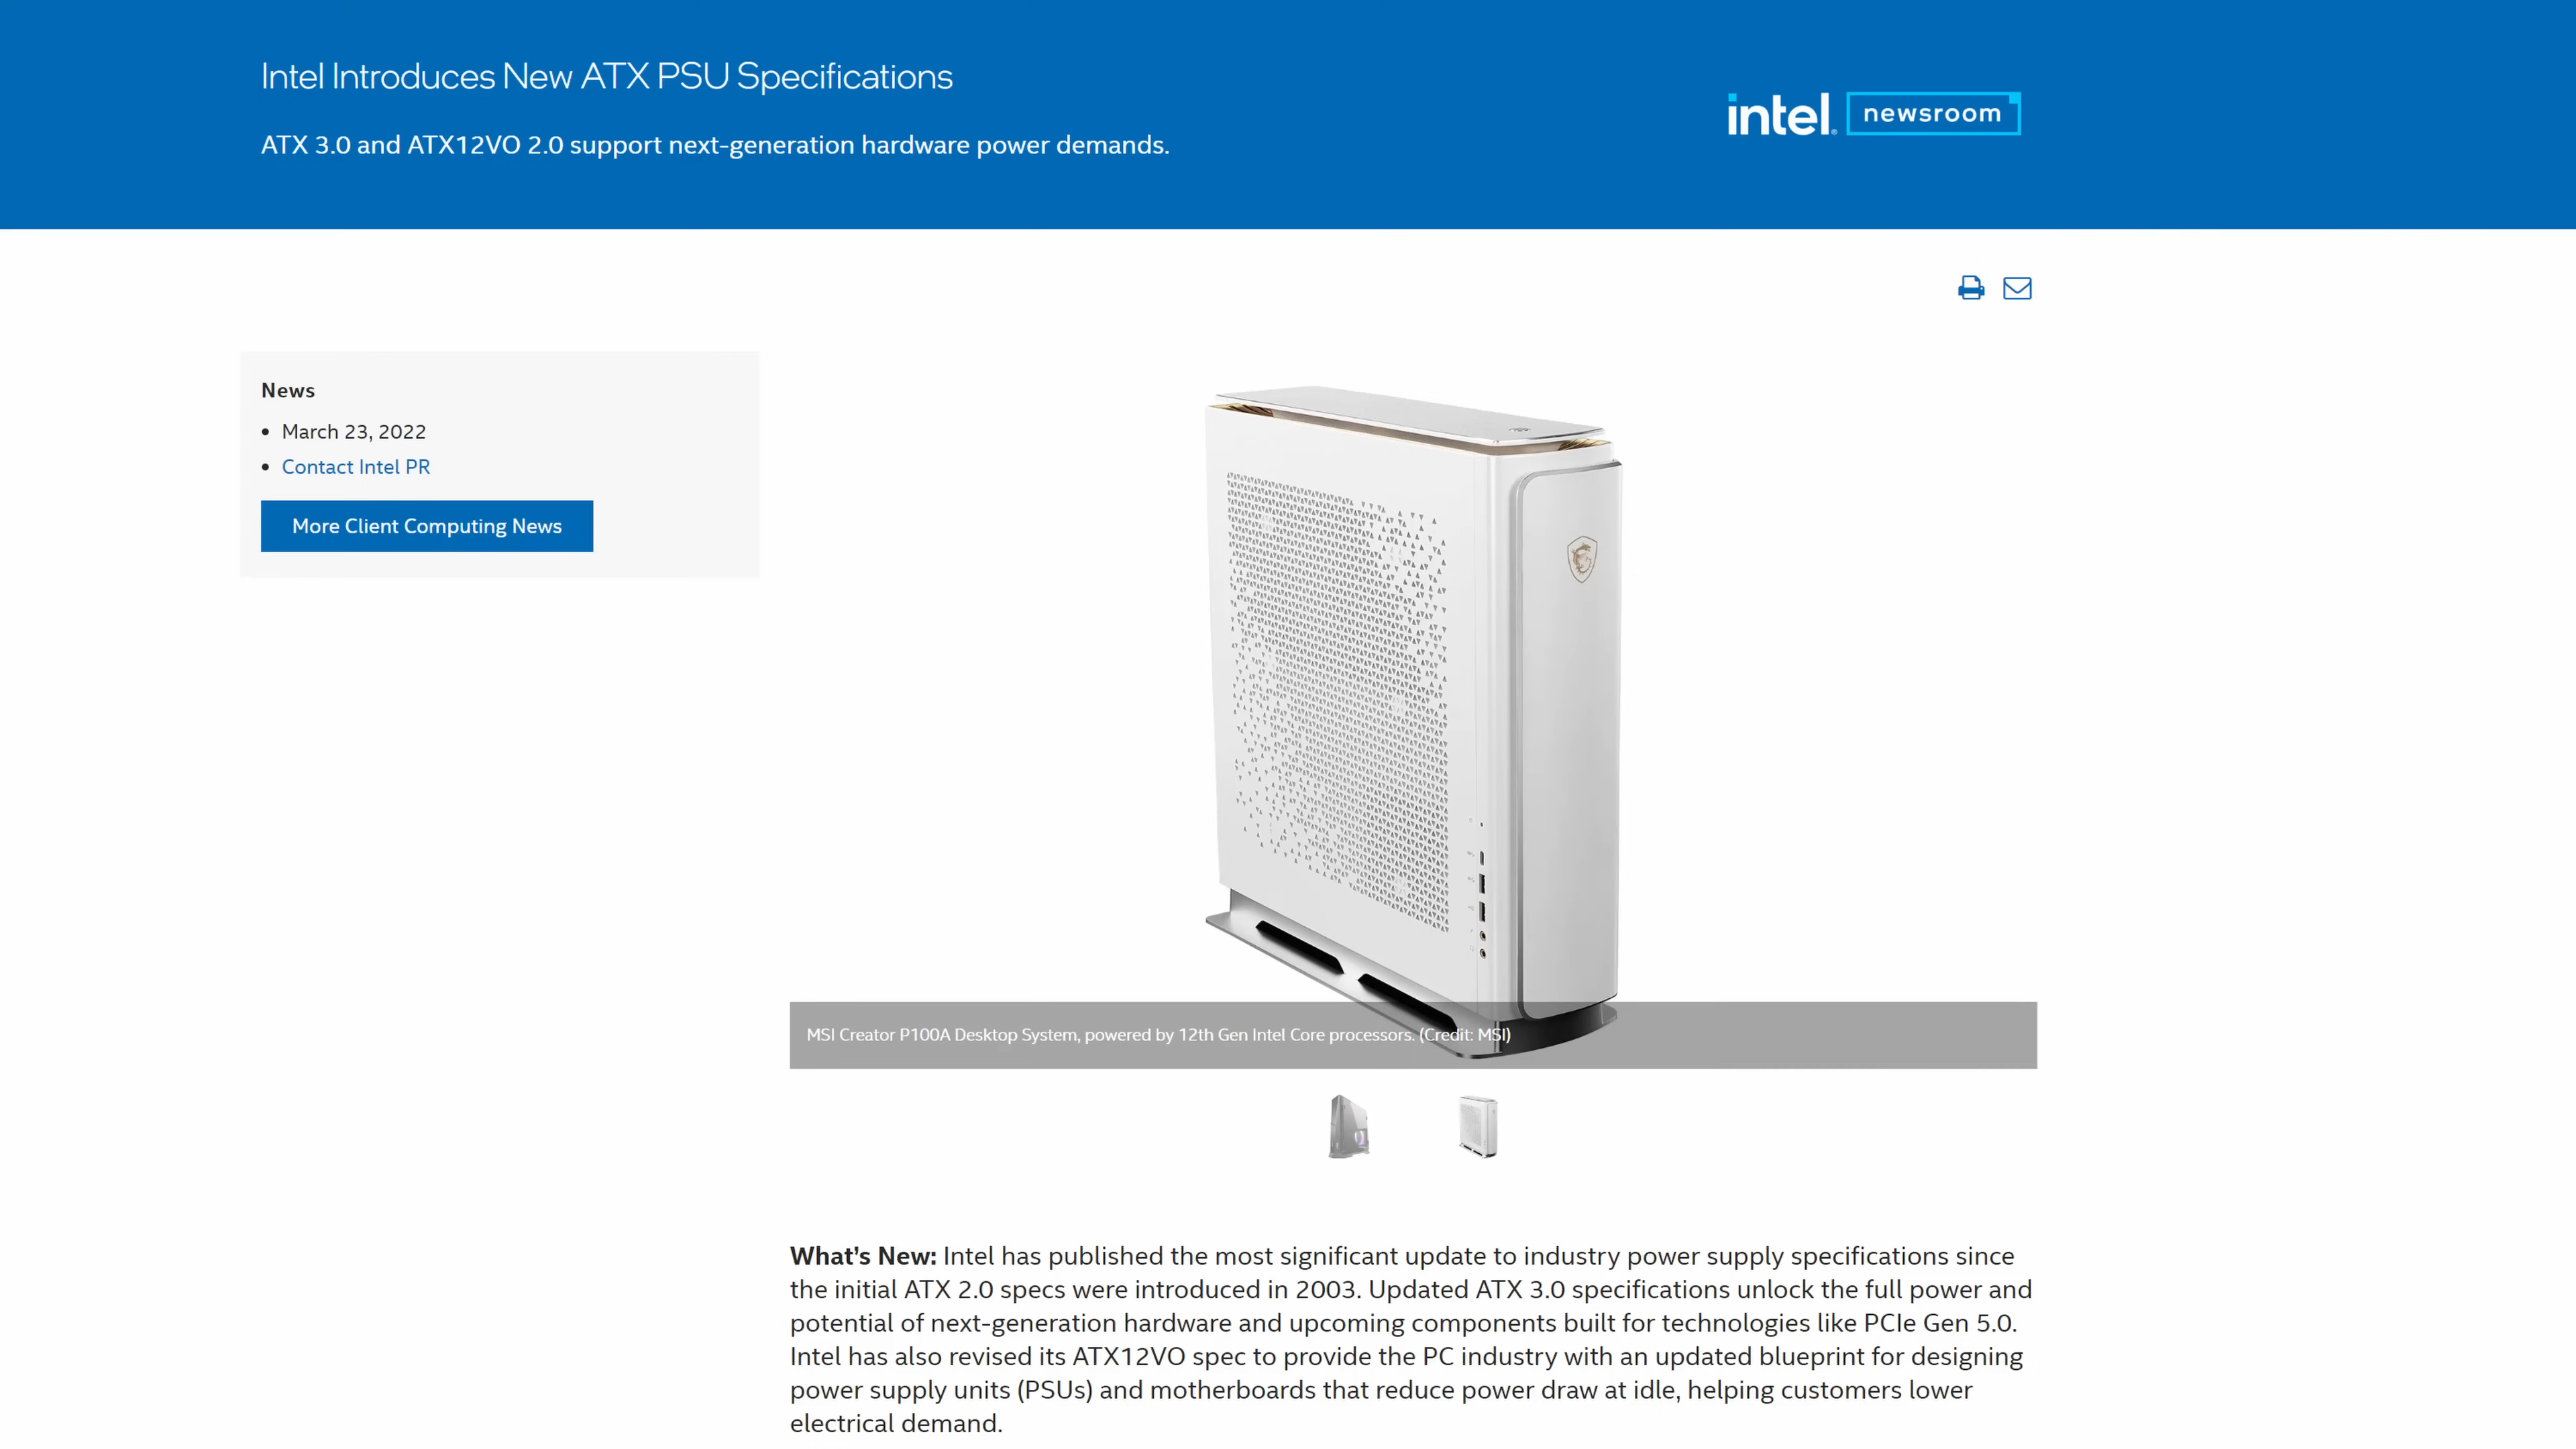 Intel Introduces New ATX PSU Specifications
ATX 3.0 and ATX12VO 2.0 support next-generation hardware power demands.
intel. newsroom
News
March 23, 2022
Contact Intel PR
More Client Computing News
MSI Creator P100A Desktop System, powered by 12th Gen Intel Core processors. (Credit: MSI)
What's New: Intel has published the most significant update to industry power supply specifications since
the initial ATX 2.0 specs were introduced in 2003. Updated ATX 3.0 specifications unlock the full power and
potential of next-generation hardware and upcoming components built for technologies like PCIe Gen 5.0.
Intel has also revised its ATX12VO spec to provide the PC industry with an updated blueprint for designing
power supply units (PSUs) and motherboards that reduce power draw at idle, helping customers lower
electrical demand.